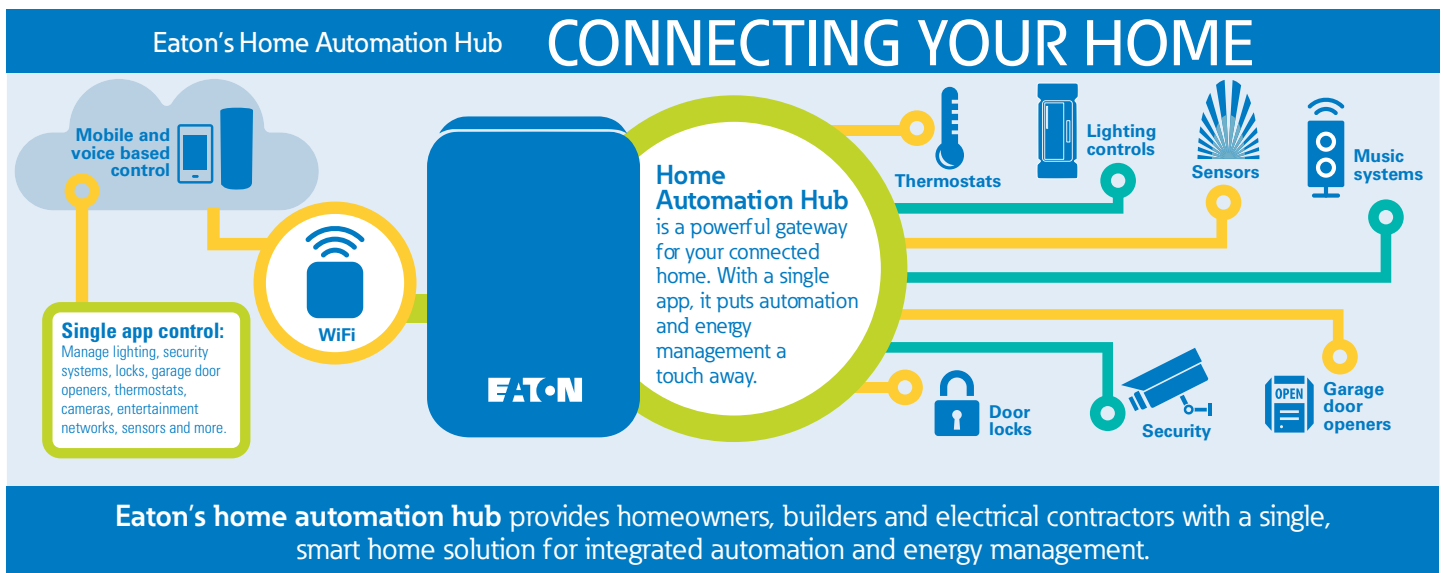 Eaton's Home Automation Hub
CONNECTING YOUR HOME
Mobile and
voice based
control
Single app control:
Manage lighting, security
systems, locks, garage door
openers, thermostats,
cameras, entertainment
networks, sensors and more.
WiFi
EATON
Home
Automation Hub
is a powerful gateway
for your connected
home. With a single
app, it puts automation
and energy
management a
touch away.
Thermostats
Lighting
controls
Sensors
Music
systems
Door
locks
Security
OPEN
Garage
door
openers
Eaton's home automation hub provides homeowners, builders and electrical contractors with a single,
smart home solution for integrated automation and energy management.